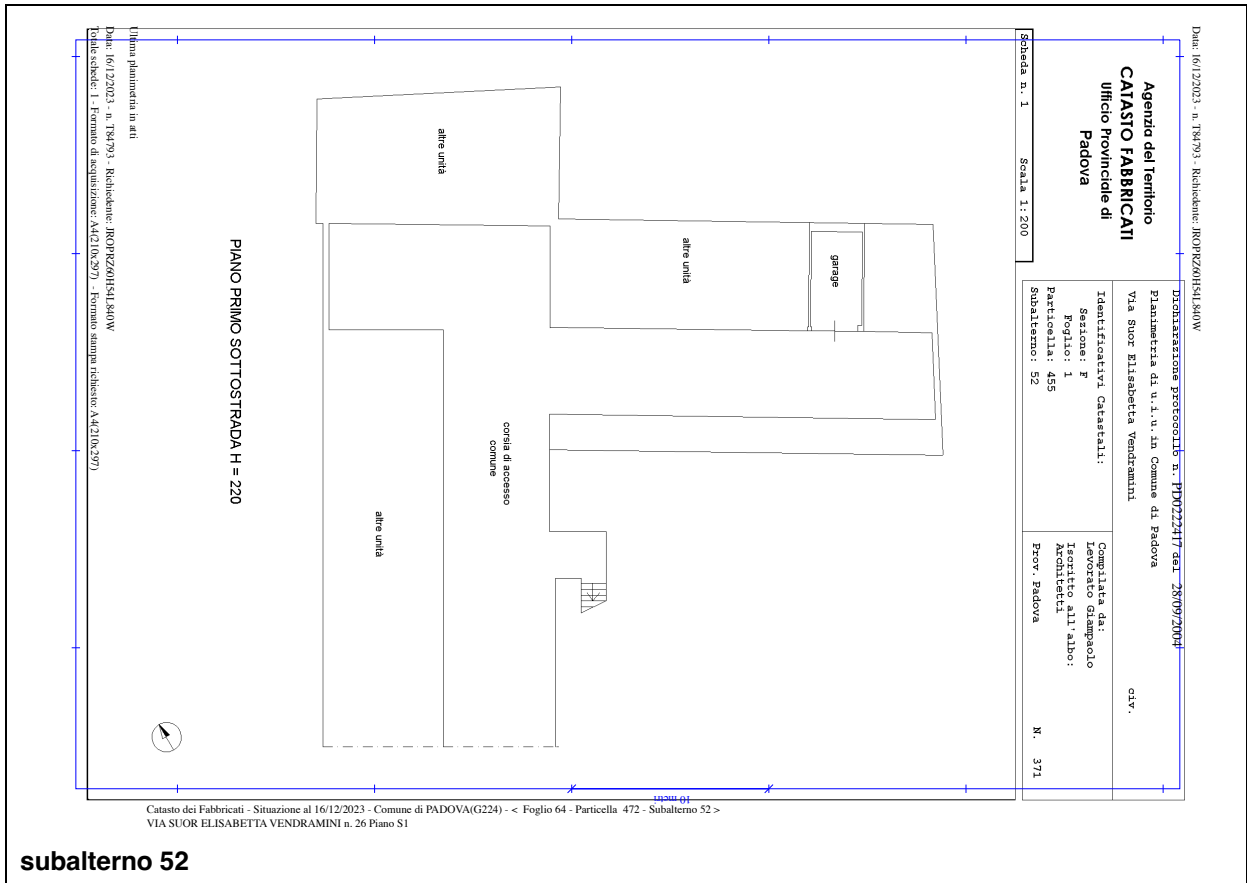 Data: 16/12/2023 - n. T84793 - Richiedente: JROPRZ60H54L840W
Agenzia del Territorio
CATASTO FABBRICATI
Ufficio Provinciale di
Padova
Dichiarazione protocollo n. PD0222417 del 28/09/2004
Planimetria di u.i.u. in Comune di Padova
Via Suor Elisabetta Vendramini
civ.
Identificativi Catastali:
Sezione: F
Foglio: 1
Particella: 455
Subalterno: 52
Compilata da:
Levorato Giampaolo
Iscritto all'albo:
Architetti
Prov. Padova
N. 371
Scheda n. 1
Scala 1:200
garage
altre unità
altre unità
corsia di accesso
comune
altre unità
PIANO PRIMO SOTTOSTRADA H = 220
10 metri
Ultima planimetria in atti
Data: 16/12/2023 - n. T84793 - Richiedente: JROPRZ60H54L840W
Totale schede: 1 - Formato di acquisizione: A4(210x297) - Formato stampa richiesto: A4(210x297)
Catasto dei Fabbricati - Situazione al 16/12/2023 - Comune di PADOVA(G224) - < Foglio 64 - Particella 472 - Subalterno 52 >
VIA SUOR ELISABETTA VENDRAMINI n. 26 Piano S1
subalterno 52